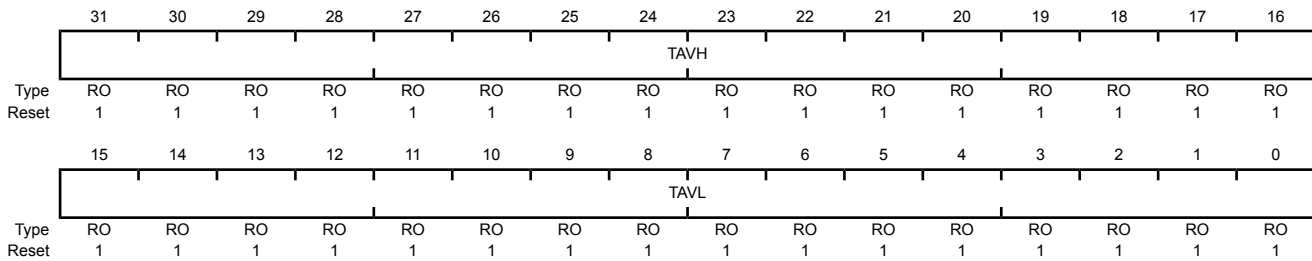 31 30 29 28 27 26 25 24 23 22 21 20 19 18 17 16
TAVH
Type RO RO RO RO RO RO RO RO RO RO RO RO RO RO RO RO
Reset 1 1 1 1 1 1 1 1 1 1 1 1 1 1 1 1
15 14 13 12 11 10 9 8 7 6 5 4 3 2 1 0
TAVL
Type RO RO RO RO RO RO RO RO RO RO RO RO RO RO RO RO
Reset 1 1 1 1 1 1 1 1 1 1 1 1 1 1 1 1